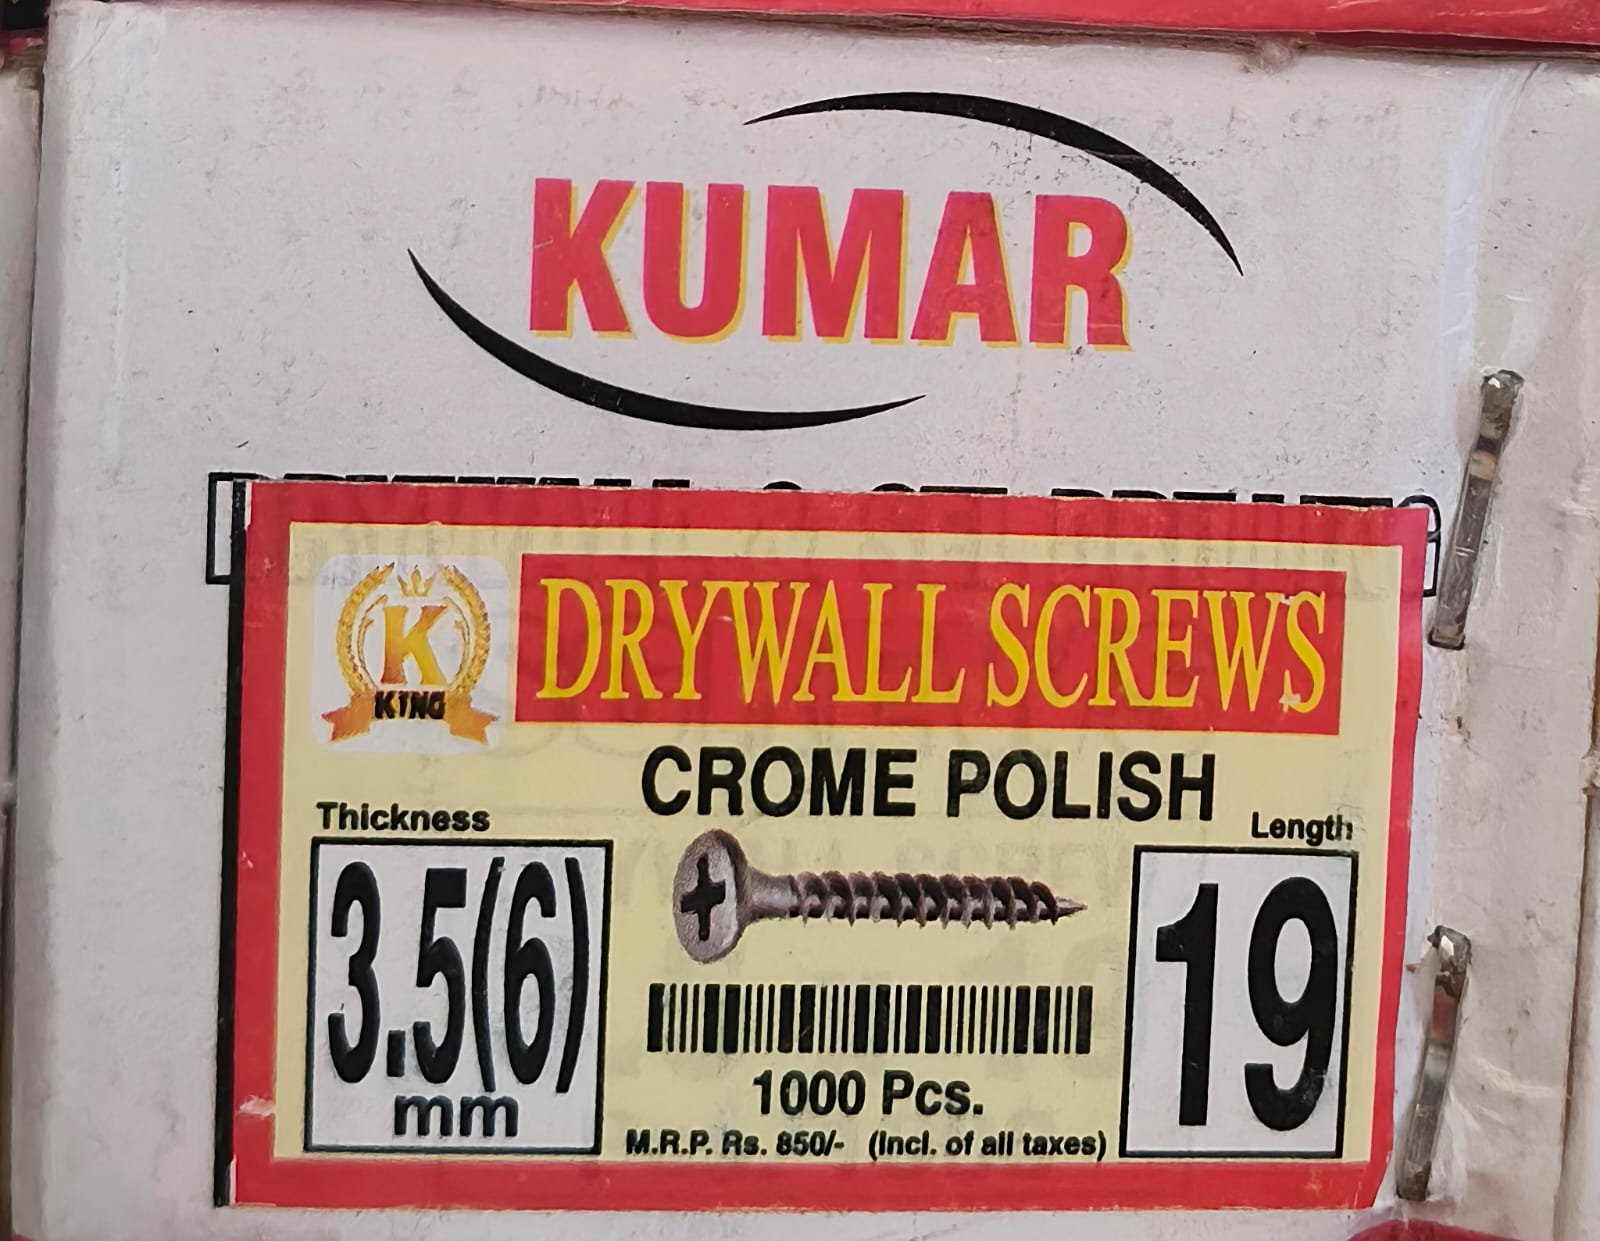 KUMAR
K
KING
DRYWALL SCREWS
CROME POLISH
Thickness
Length
3.5(6)
mm
19
1000 Pcs.
M.R.P. Rs. 850/- (Incl. of all taxes)